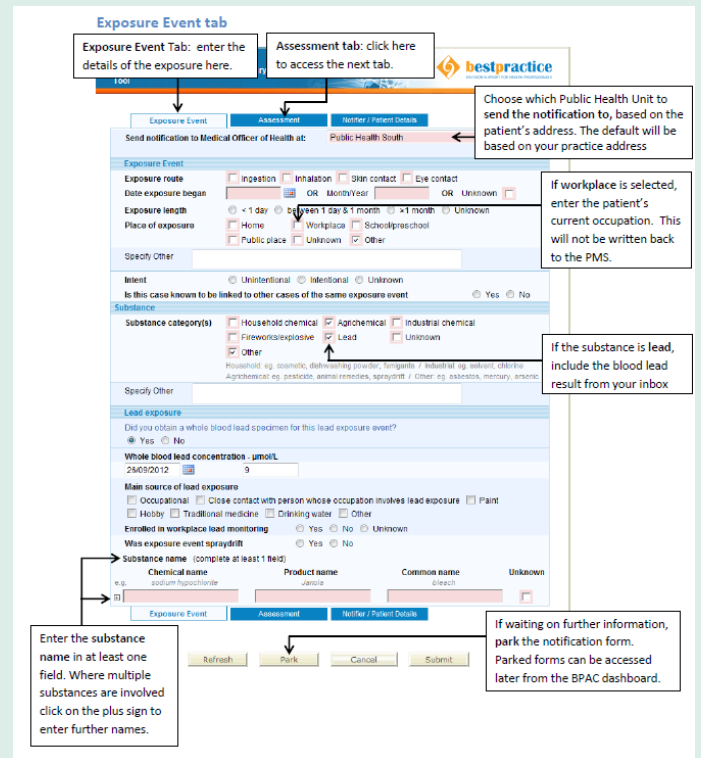 Exposure Event tab
Exposure Event Tab: enter the
details of the exposure here.
Assessment tab: click here
to access the next tab.
Tool
bestpractice
DECISION SUPPORT FOR HEALTH PROFESSIONALS
Choose which Public Health Unit to
send the notification to, based on the
patient's address. The default will be
based on your practice address
Exposure Event Assessment Notifier / Patient Details
Send notification to Medical Officer of Health at: Public Health South
Exposure Event
Exposure route Ingestion Inhalation Skin contact Eye contact
Date exposure began OR Month/Year OR Unknown
Exposure length < 1 day between 1 day & 1 month >1 month Unknown
Place of exposure Home Workplace School/preschool
Public place Unknown Other
Specify Other
If workplace is selected,
enter the patient's
current occupation. This
will not be written back
to the PMS.
Intent Unintentional Intentional Unknown
Is this case known to be linked to other cases of the same exposure event Yes No
Substance
Substance category(s) Household chemical Agrichemical Industrial chemical
Fireworks/explosive Lead Unknown
Other
Household: eg. cosmetic, dishwashing powder, fumigants / Industrial: eg. solvent, chlorine
Agrichemical: eg. pesticide, animal remedies, spraydrift / Other: eg. asbestos, mercury, arsenic
Specify Other
If the substance is lead,
include the blood lead
result from your inbox
Lead exposure
Did you obtain a whole blood lead specimen for this lead exposure event?
Yes No
Whole blood lead concentration - µmol/L
26/09/2012 9
Main source of lead exposure
Occupational Close contact with person whose occupation involves lead exposure Paint
Hobby Traditional medicine Drinking water Other
Enrolled in workplace lead monitoring Yes No Unknown
Was exposure event spraydrift Yes No
Substance name (complete at least 1 field)
Chemical name Product name Common name Unknown
e.g. sodium hypochlorite Janola bleach
Exposure Event Assessment Notifier / Patient Details
Refresh Park Cancel Submit
Enter the substance
name in at least one
field. Where multiple
substances are involved
click on the plus sign to
enter further names.
If waiting on further information,
park the notification form.
Parked forms can be accessed
later from the BPAC dashboard.